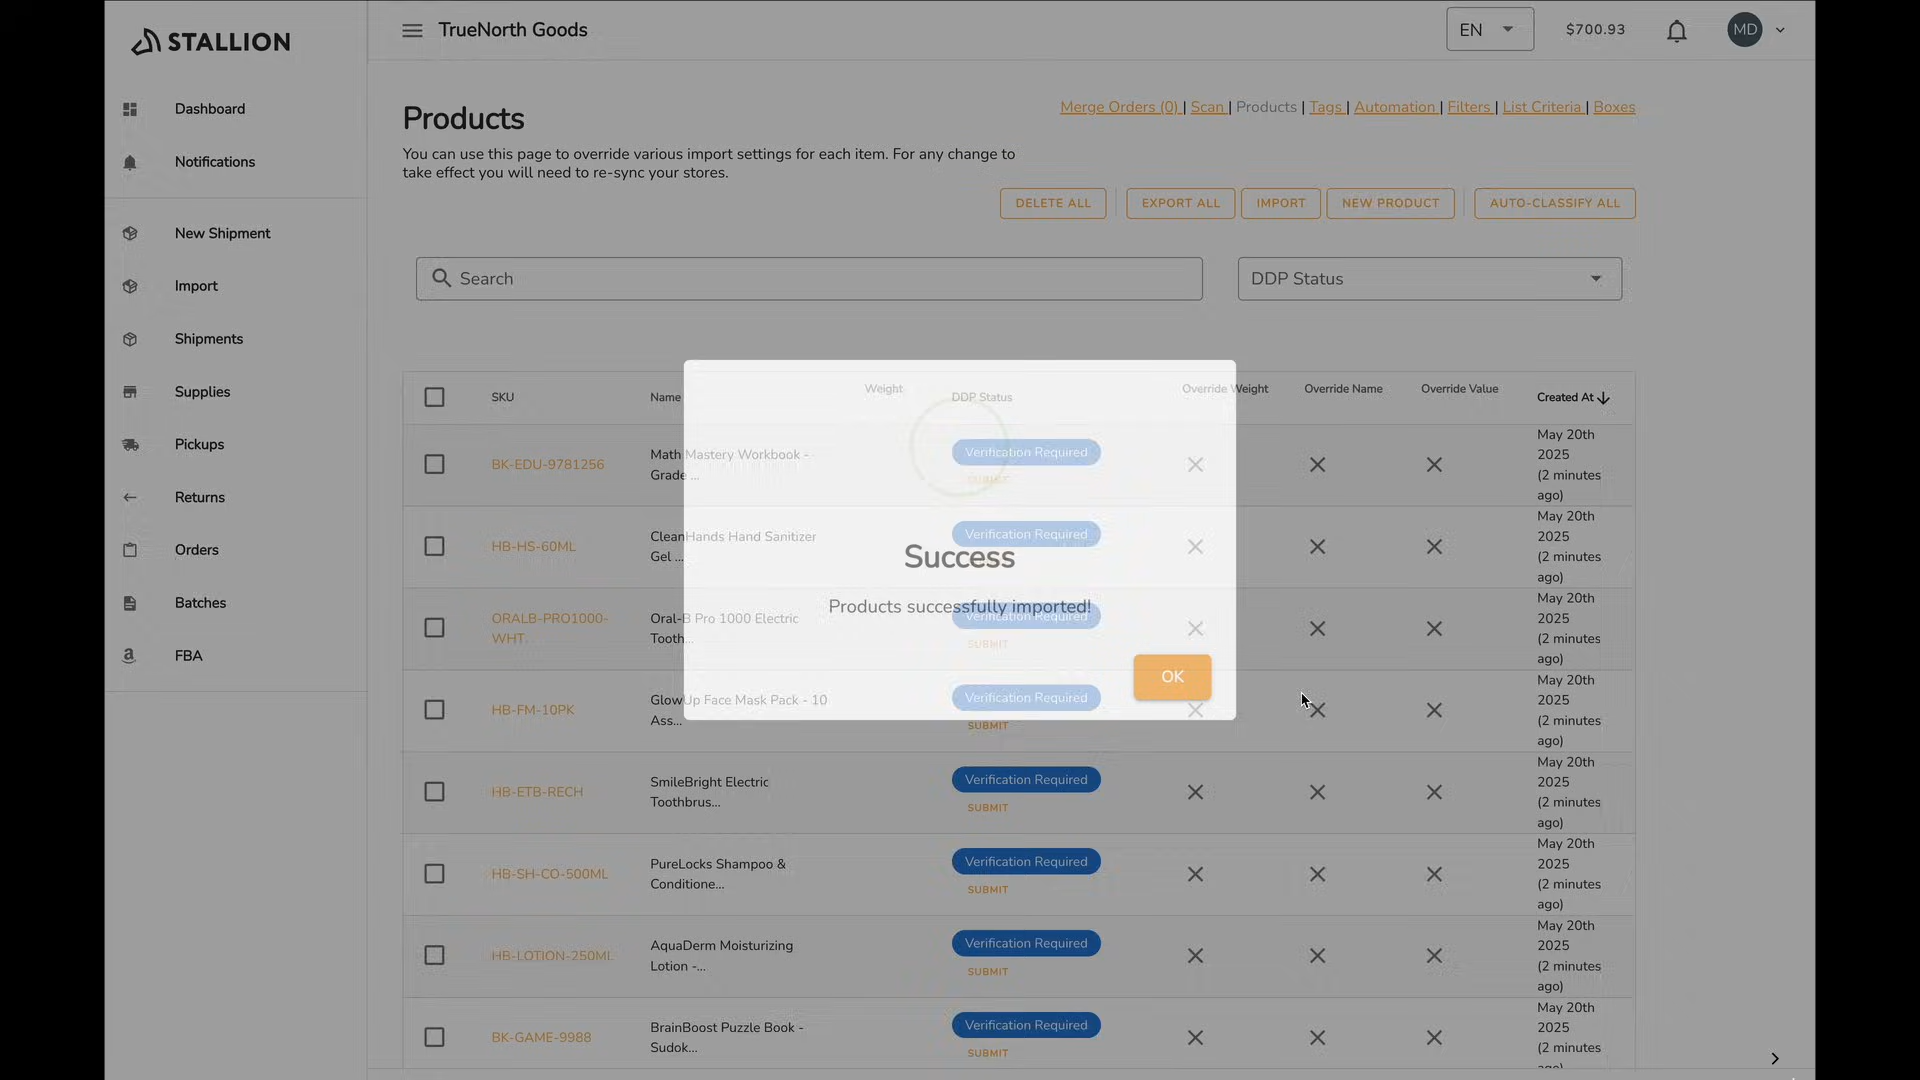 STALLION
TrueNorth Goods
EN
$700.93
MD
Dashboard
Notifications
New Shipment
Import
Shipments
Supplies
Pickups
Returns
Orders
Batches
FBA
Merge Orders (0) | Scan | Products | Tags | Automation | Filters | List Criteria | Boxes
Products
You can use this page to override various import settings for each item. For any change to
take effect you will need to re-sync your stores.
DELETE ALL
EXPORT ALL
IMPORT
NEW PRODUCT
AUTO-CLASSIFY ALL
Search
DDP Status
SKU
Name
Weight
DDP Status
Override Weight
Override Name
Override Value
Created At
BK-EDU-9781256
Math Mastery Workbook -
Grade ...
Verification Required
SUBMIT
May 20th
2025
(2 minutes
ago)
HB-HS-60ML
CleanHands Hand Sanitizer
Gel ...
Verification Required
May 20th
2025
(2 minutes
ago)
Success
Products successfully imported!
OK
ORALB-PRO1000-
WHT
Oral-B Pro 1000 Electric
Tooth...
Verification Required
SUBMIT
May 20th
2025
(2 minutes
ago)
HB-FM-10PK
GlowUp Face Mask Pack - 10
Ass...
Verification Required
SUBMIT
May 20th
2025
(2 minutes
ago)
HB-ETB-RECH
SmileBright Electric
Toothbrus...
Verification Required
SUBMIT
May 20th
2025
(2 minutes
ago)
HB-SH-CO-500ML
PureLocks Shampoo &
Conditione...
Verification Required
SUBMIT
May 20th
2025
(2 minutes
ago)
HB-LOTION-250ML
AquaDerm Moisturizing
Lotion -...
Verification Required
SUBMIT
May 20th
2025
(2 minutes
ago)
BK-GAME-9988
BrainBoost Puzzle Book -
Sudok...
Verification Required
SUBMIT
May 20th
2025
(2 minutes